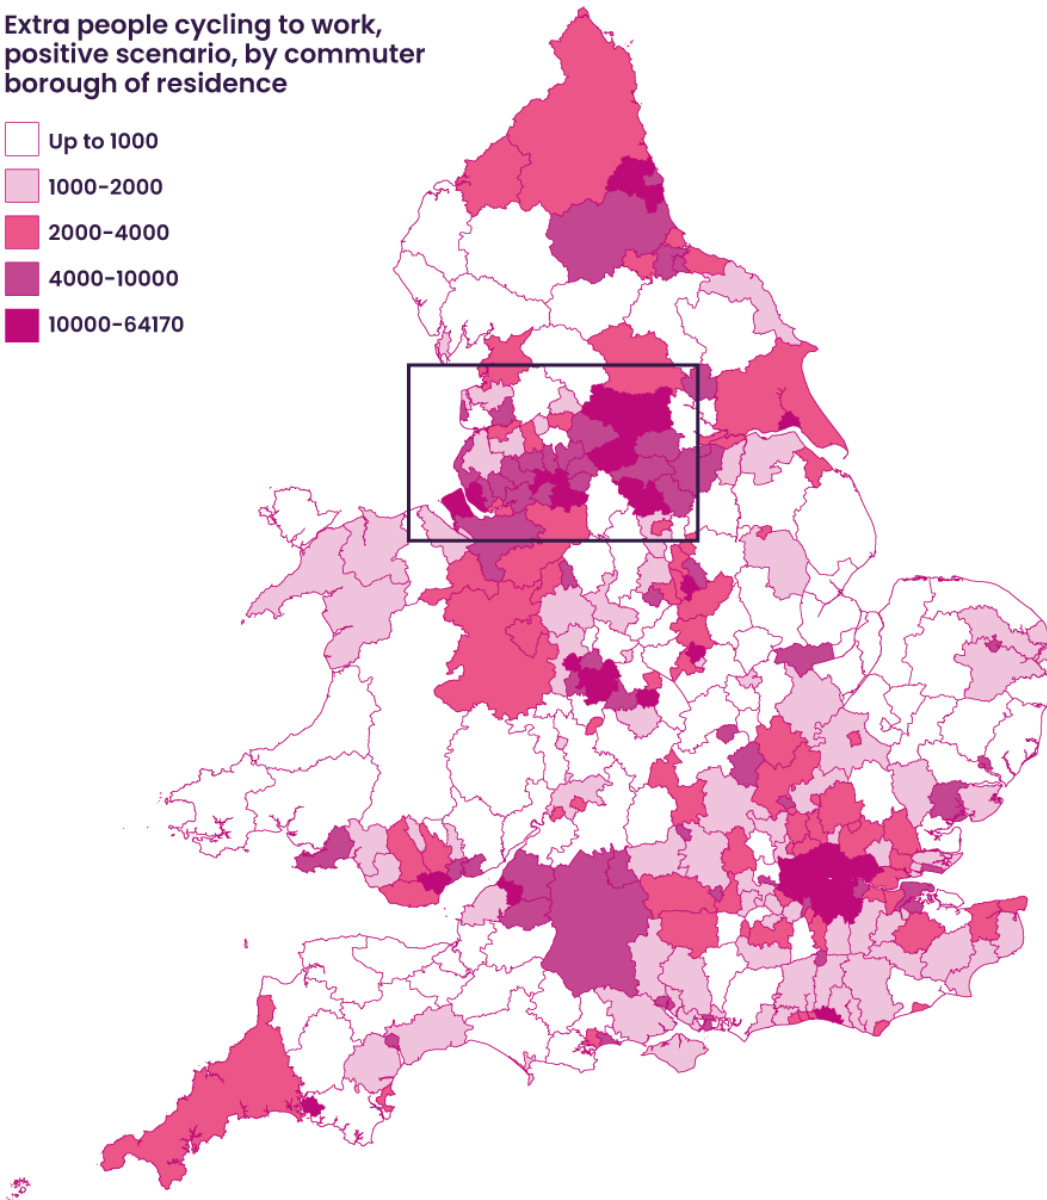 Extra people cycling to work,
positive scenario, by commuter
borough of residence
Up to 1000
1000-2000
2000-4000
4000-10000
10000-64170